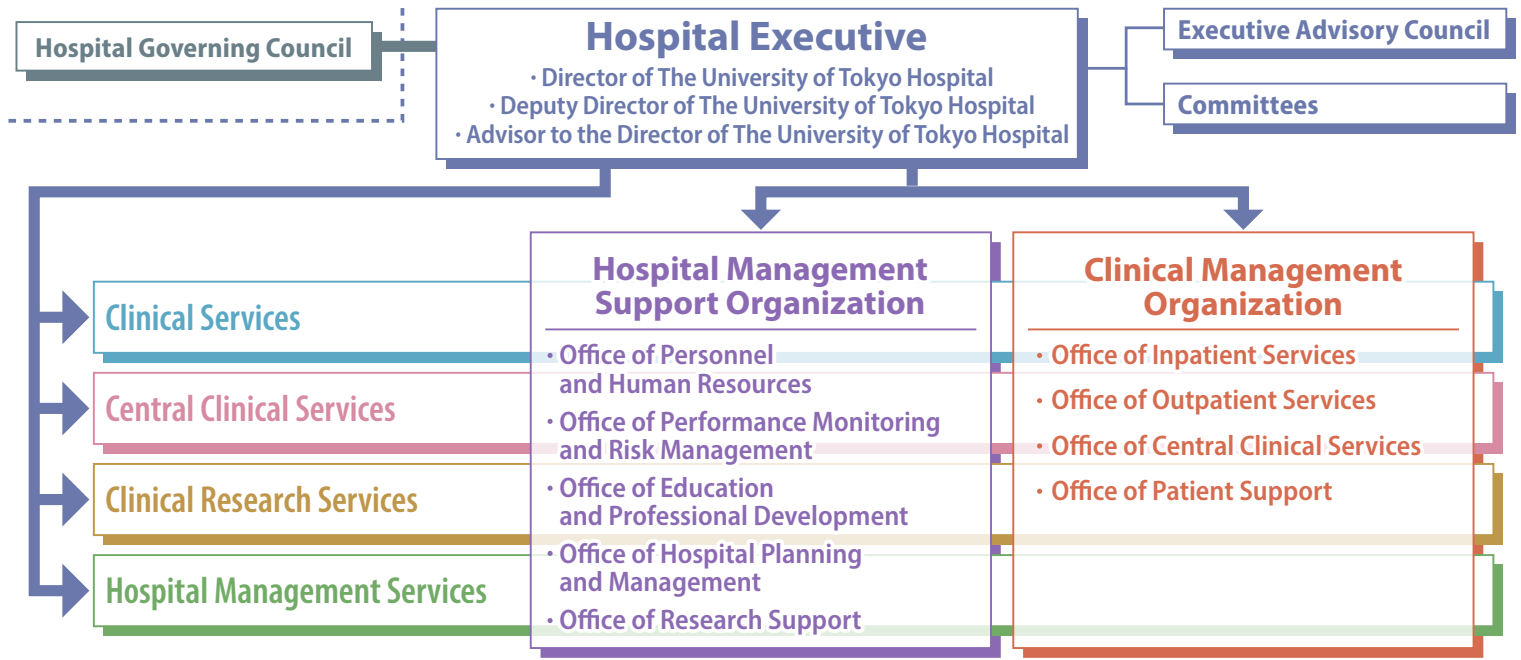 Hospital Governing Council
Hospital Executive
・Director of The University of Tokyo Hospital
・Deputy Director of The University of Tokyo Hospital
・Advisor to the Director of The University of Tokyo Hospital
Executive Advisory Council
Committees
Clinical Services
Central Clinical Services
Clinical Research Services
Hospital Management Services
Hospital Management
Support Organization
・Office of Personnel
and Human Resources
・Office of Performance Monitoring
and Risk Management
・Office of Education
and Professional Development
・Office of Hospital Planning
and Management
・Office of Research Support
Clinical Management
Organization
・Office of Inpatient Services
・Office of Outpatient Services
・Office of Central Clinical Services
・Office of Patient Support